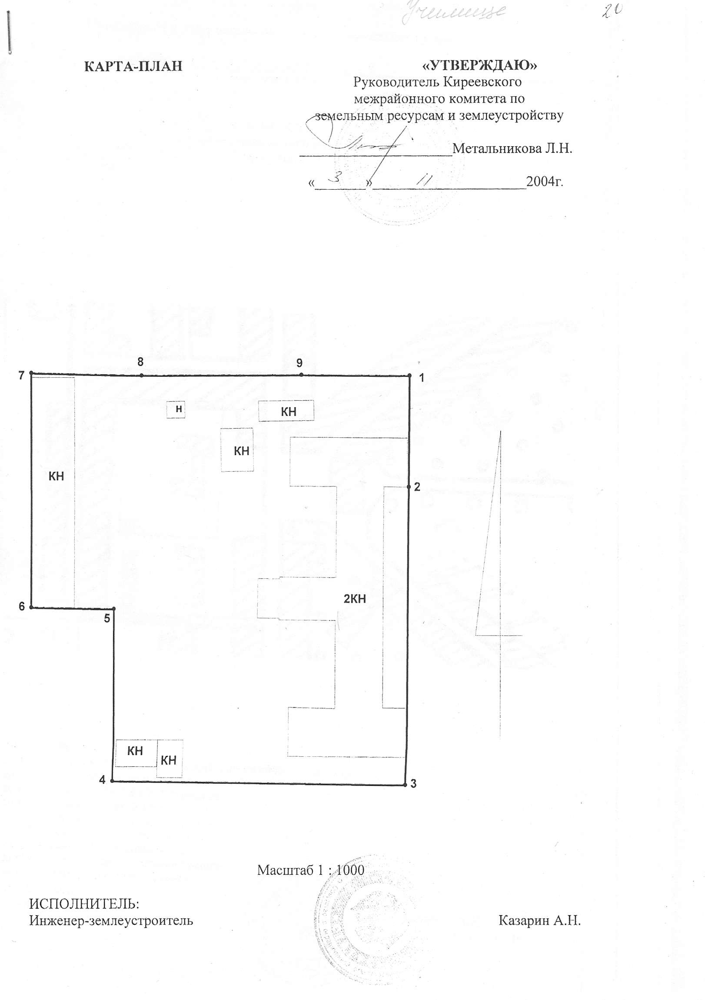 Училище
20
КАРТА-ПЛАН
«УТВЕРЖДАЮ»
Руководитель Киреевского
межрайонного комитета по
земельным ресурсам и землеустройству
Метальникова Л.Н.
« 3 » 11 2004г.
8
9
7
1
н
КН
КН
КН
2
2КН
6
5
КН
КН
4
3
Масштаб 1 : 1000
ИСПОЛНИТЕЛЬ:
Инженер-землеустроитель
Казарин А.Н.